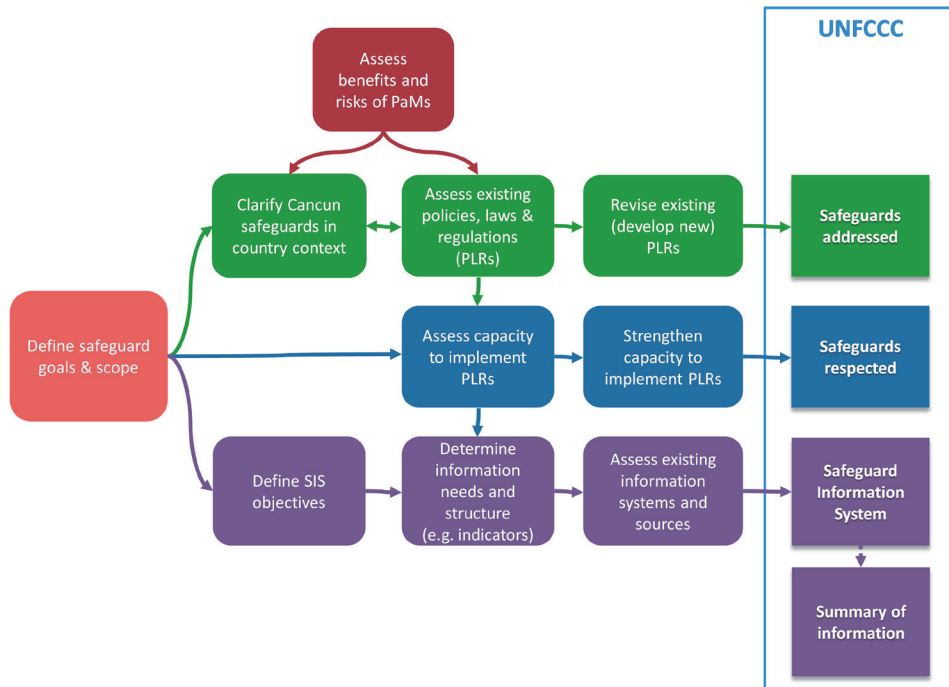 UNFCCC
Assess
benefits and
risks of PaMs
Clarify Cancun
safeguards in
country context
Assess existing
policies, laws &
regulations
(PLRs)
Revise existing
(develop new)
PLRs
Safeguards
addressed
Define safeguard
goals & scope
Assess capacity
to implement
PLRs
Strengthen
capacity to
implement PLRs
Safeguards
respected
Define SIS
objectives
Determine
information
needs and
structure
(e.g. indicators)
Assess existing
information
systems and
sources
Safeguard
Information
System
Summary of
information